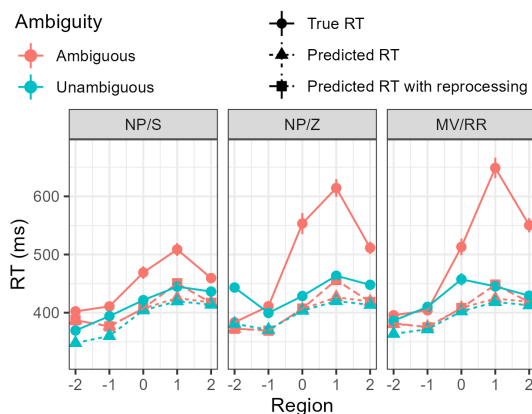 Ambiguity
Ambiguous
Unambiguous
True RT
Predicted RT
Predicted RT with reprocessing
NP/S NP/Z MV/RR
RT (ms)
600
500
400
-2 -1 0 1 2 -2 -1 0 1 2 -2 -1 0 1 2
Region